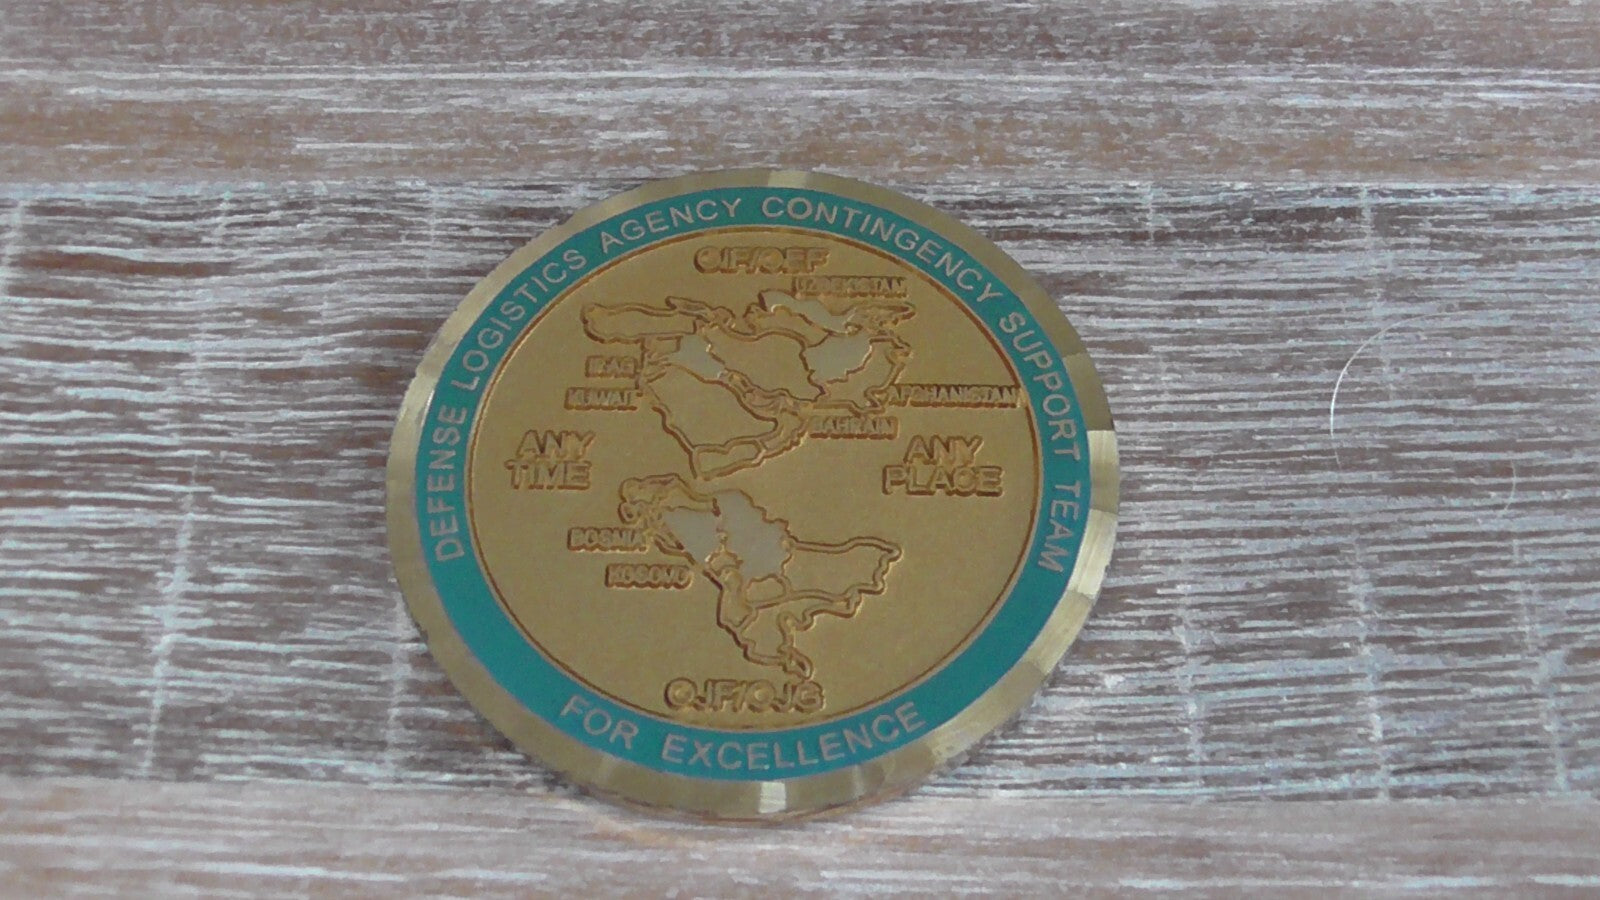 DEFENSE LOGISTICS AGENCY CONTINGENCY SUPPORT TEAM
OIF/OEF
UZBEKISTAN
IRAQ
KUWAIT
AFGHANISTAN
BAHRAIN
ANY
TIME
ANY
PLACE
BOSNIA
KOSOVO
OJF/OJG
FOR EXCELLENCE